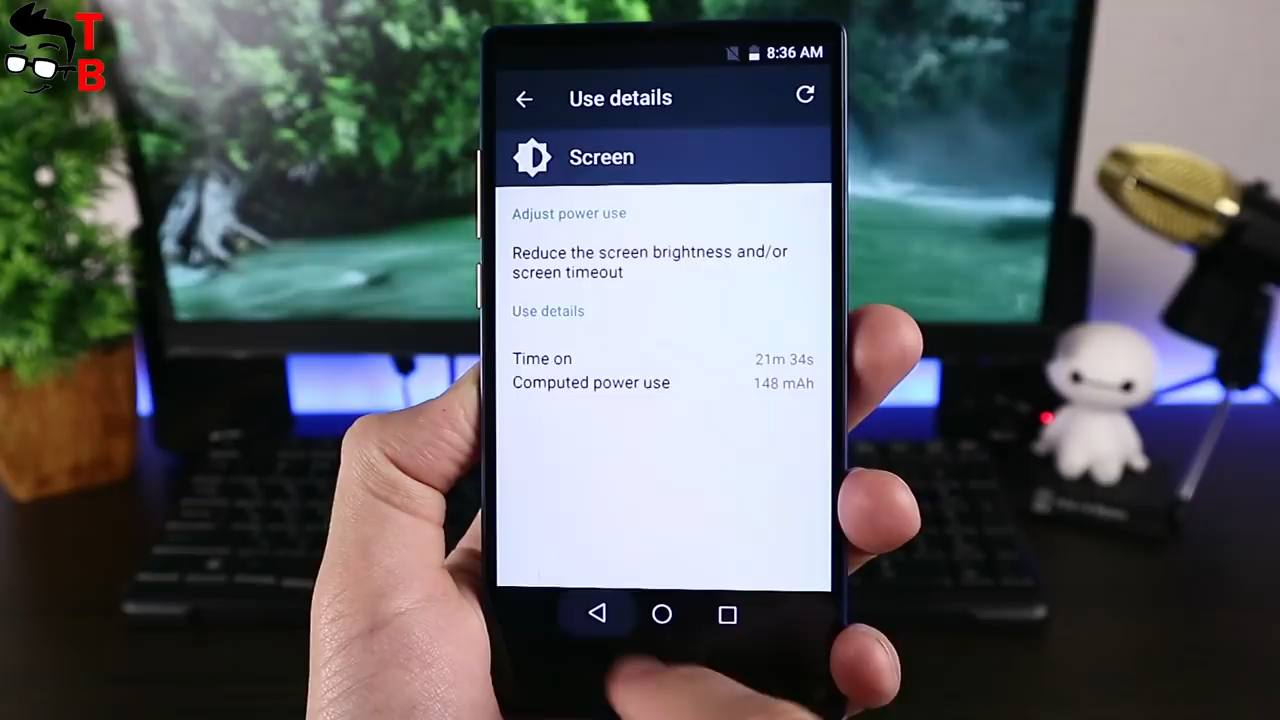 TB
8:36 AM
Use details
Screen
Adjust power use
Reduce the screen brightness and/or
screen timeout
Use details
Time on 21m 34s
Computed power use 148 mAh